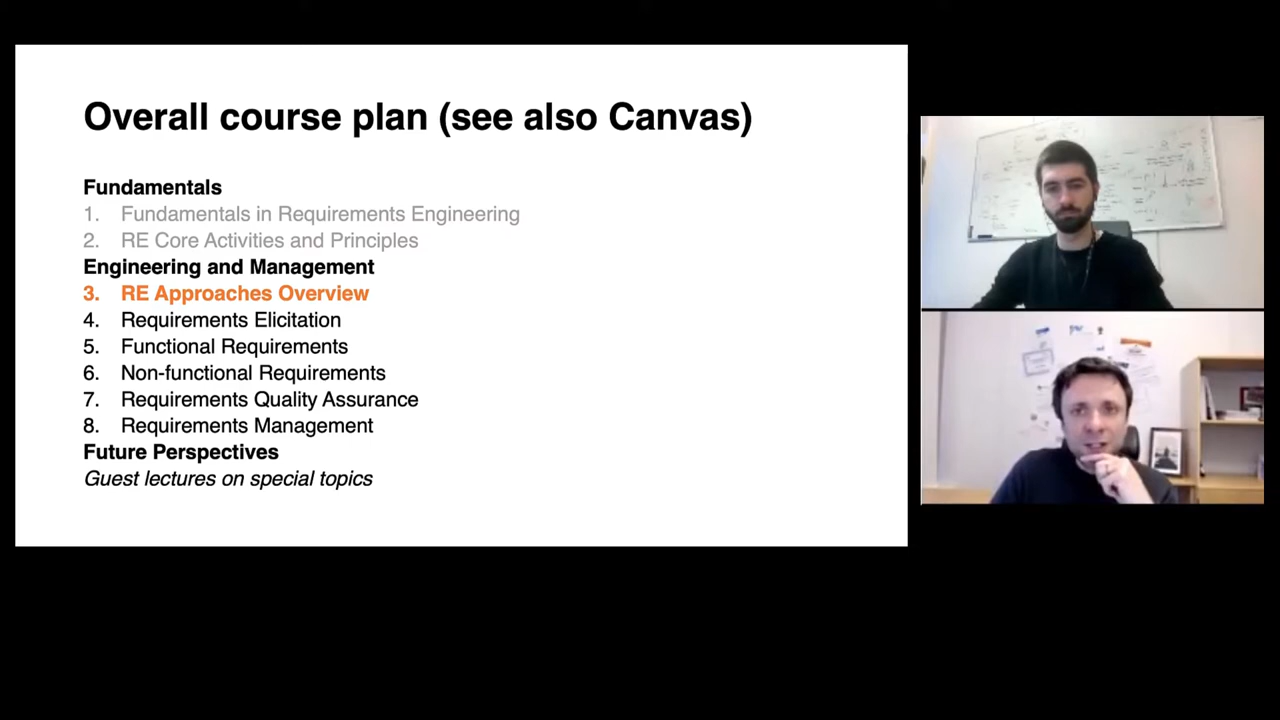 Overall course plan (see also Canvas)
Fundamentals
1. Fundamentals in Requirements Engineering
2. RE Core Activities and Principles
Engineering and Management
3. RE Approaches Overview
4. Requirements Elicitation
5. Functional Requirements
6. Non-functional Requirements
7. Requirements Quality Assurance
8. Requirements Management
Future Perspectives
Guest lectures on special topics